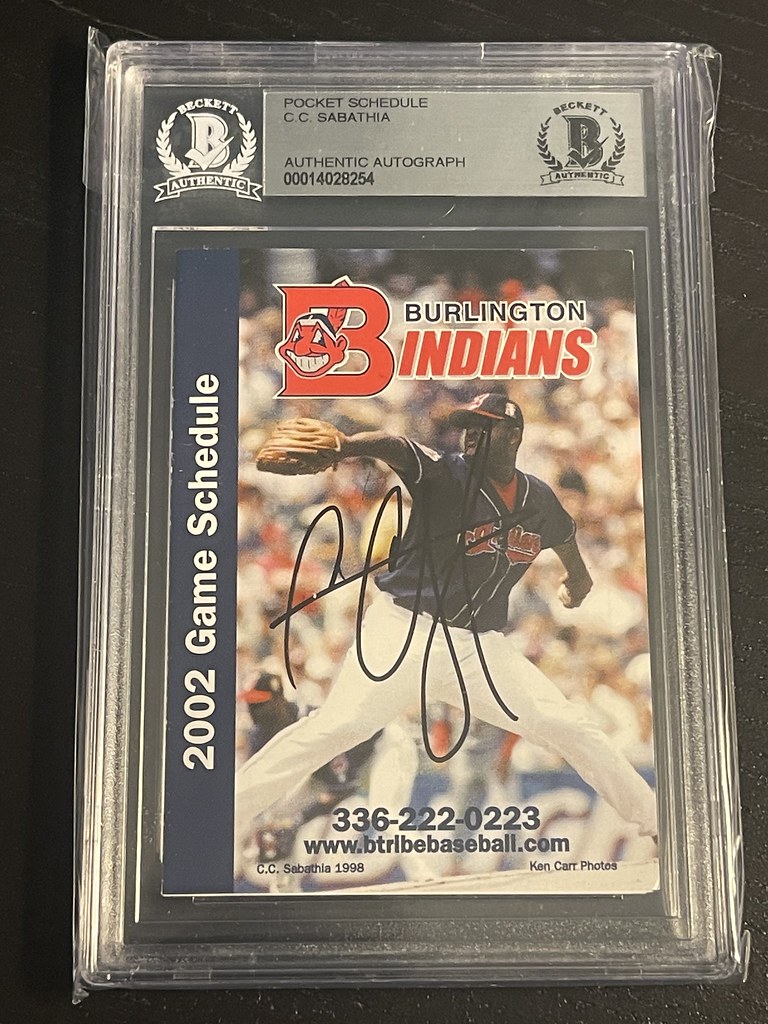 BECKETT
B
AUTHENTIC
POCKET SCHEDULE
C.C. SABATHIA
AUTHENTIC AUTOGRAPH
00014028254
BECKETT
B
AUTHENTIC
B
BURLINGTON
INDIANS
2002 Game Schedule
336-222-0223
www.btrlbebaseball.com
C.C. Sabathia 1998
Ken Carr Photos